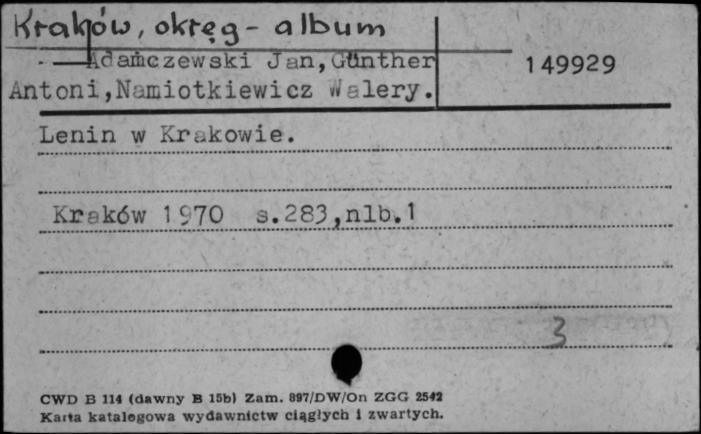 Kraków, okręg - album
Adamczewski Jan, Günther
149929
Antoni, Namiotkiewicz Walery.
Lenin w Krakowie.
Kraków 1970 s.283,nlb.1
3
CWD B 114 (dawny B 15b) Zam. 897/DW/On ZGG 2542
Karta katalogowa wydawnictw ciągłych i zwartych.